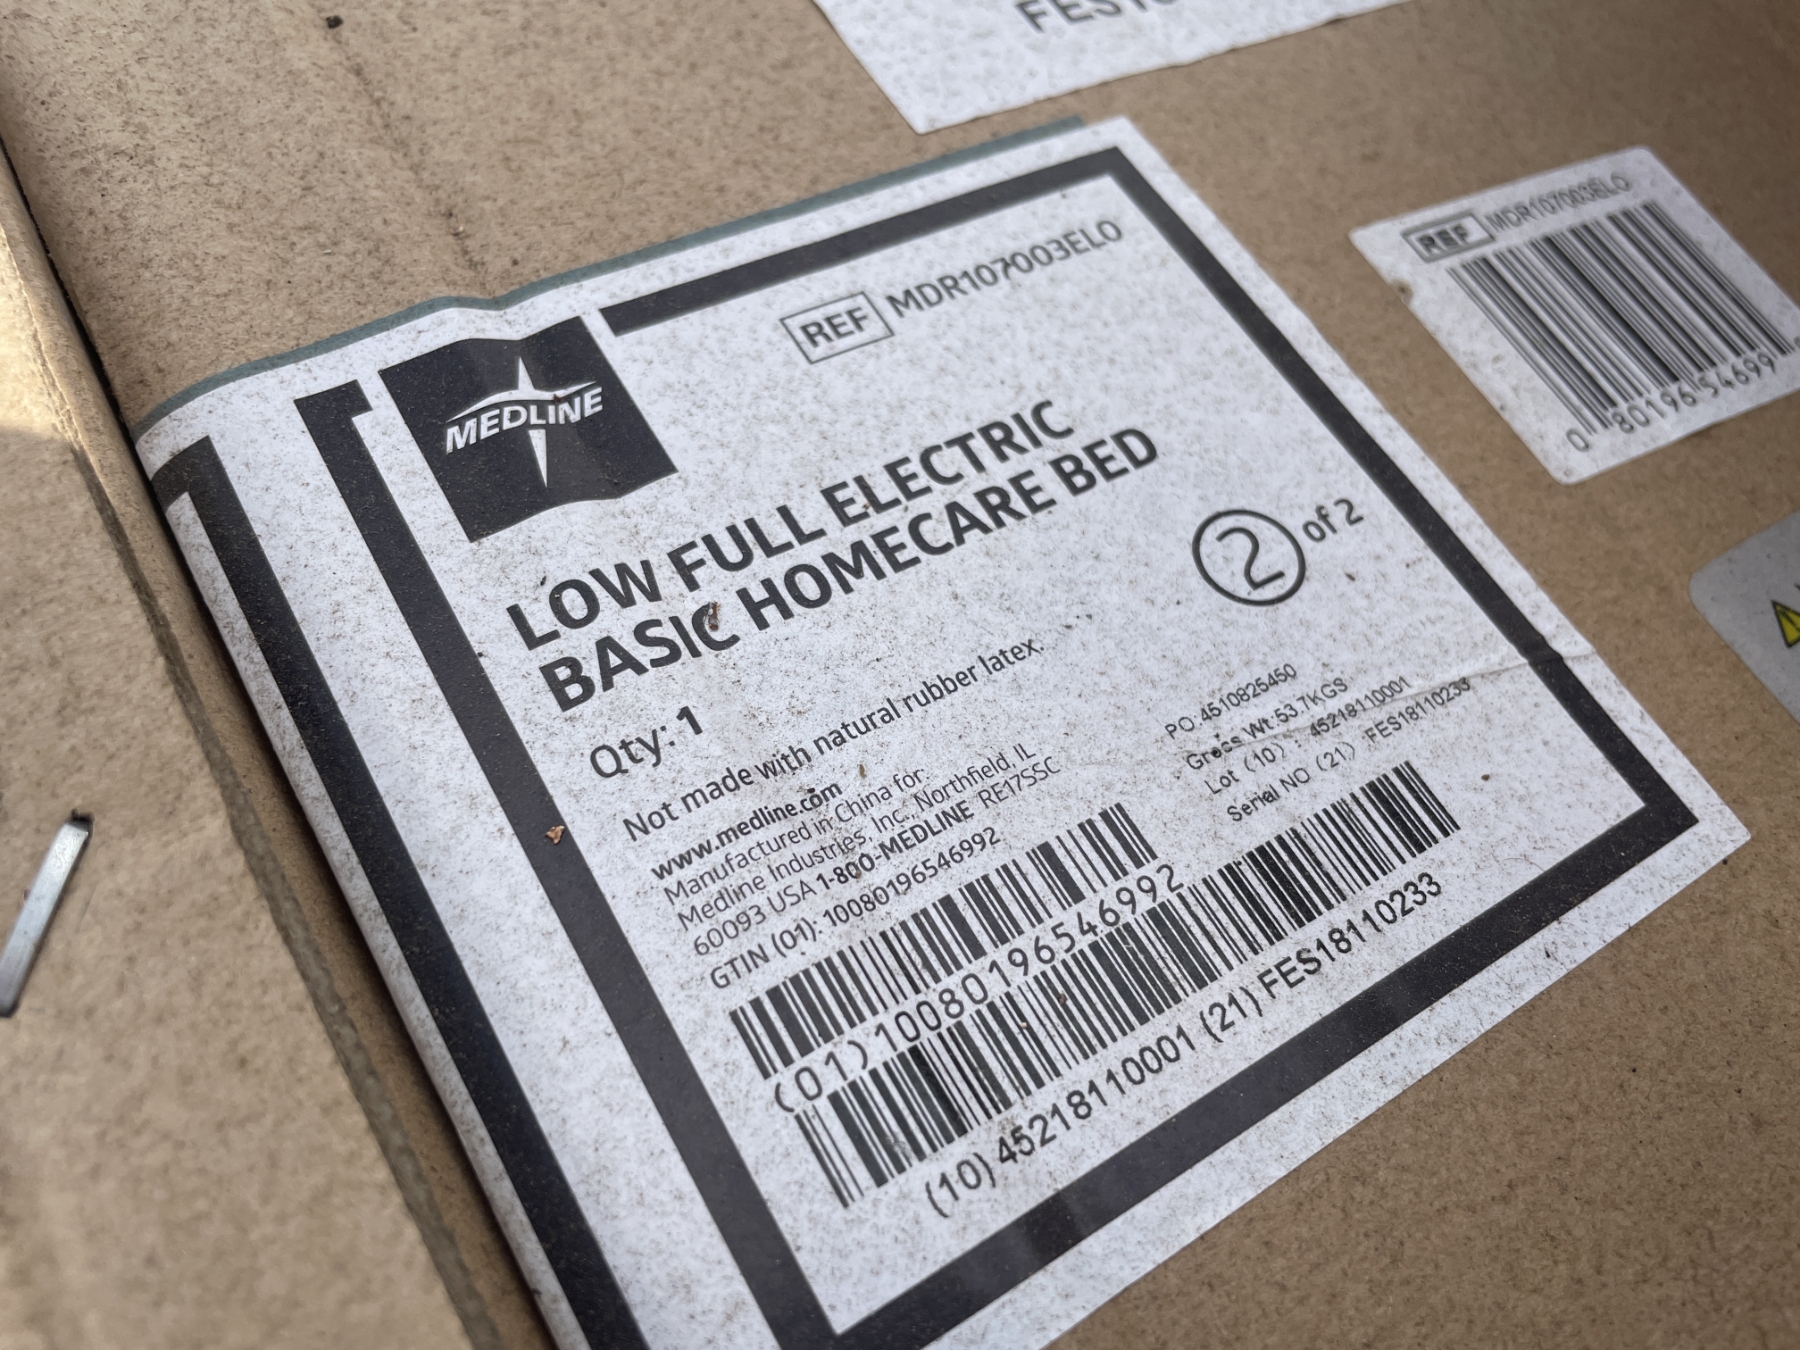 REF MDR107003ELO
REF MDR107003ELO
0 80196 54699
MEDLINE
LOW FULL ELECTRIC
BASIC HOMECARE BED
2 of 2
Qty: 1
Not made with natural rubber latex.
www.medline.com
Manufactured in China for:
Medline Industries, Inc., Northfield, IL
60093 USA 1-800-MEDLINE RE17SSC
GTIN (01): 10080196546992
PO:4510825450
Gross Wt:53.7KGS
Lot (10) : 45218110001
Serial NO (21) FES18110233
(01)10080196546992
(10)45218110001 (21)FES18110233